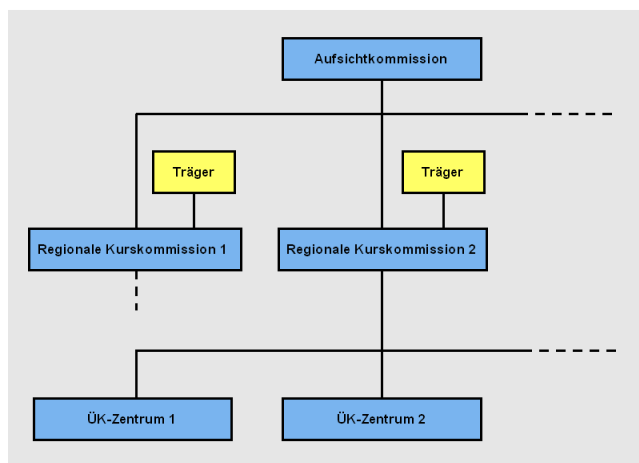 Aufsichtkommission
Träger
Träger
Regionale Kurskommission 1
Regionale Kurskommission 2
ÜK-Zentrum 1
ÜK-Zentrum 2